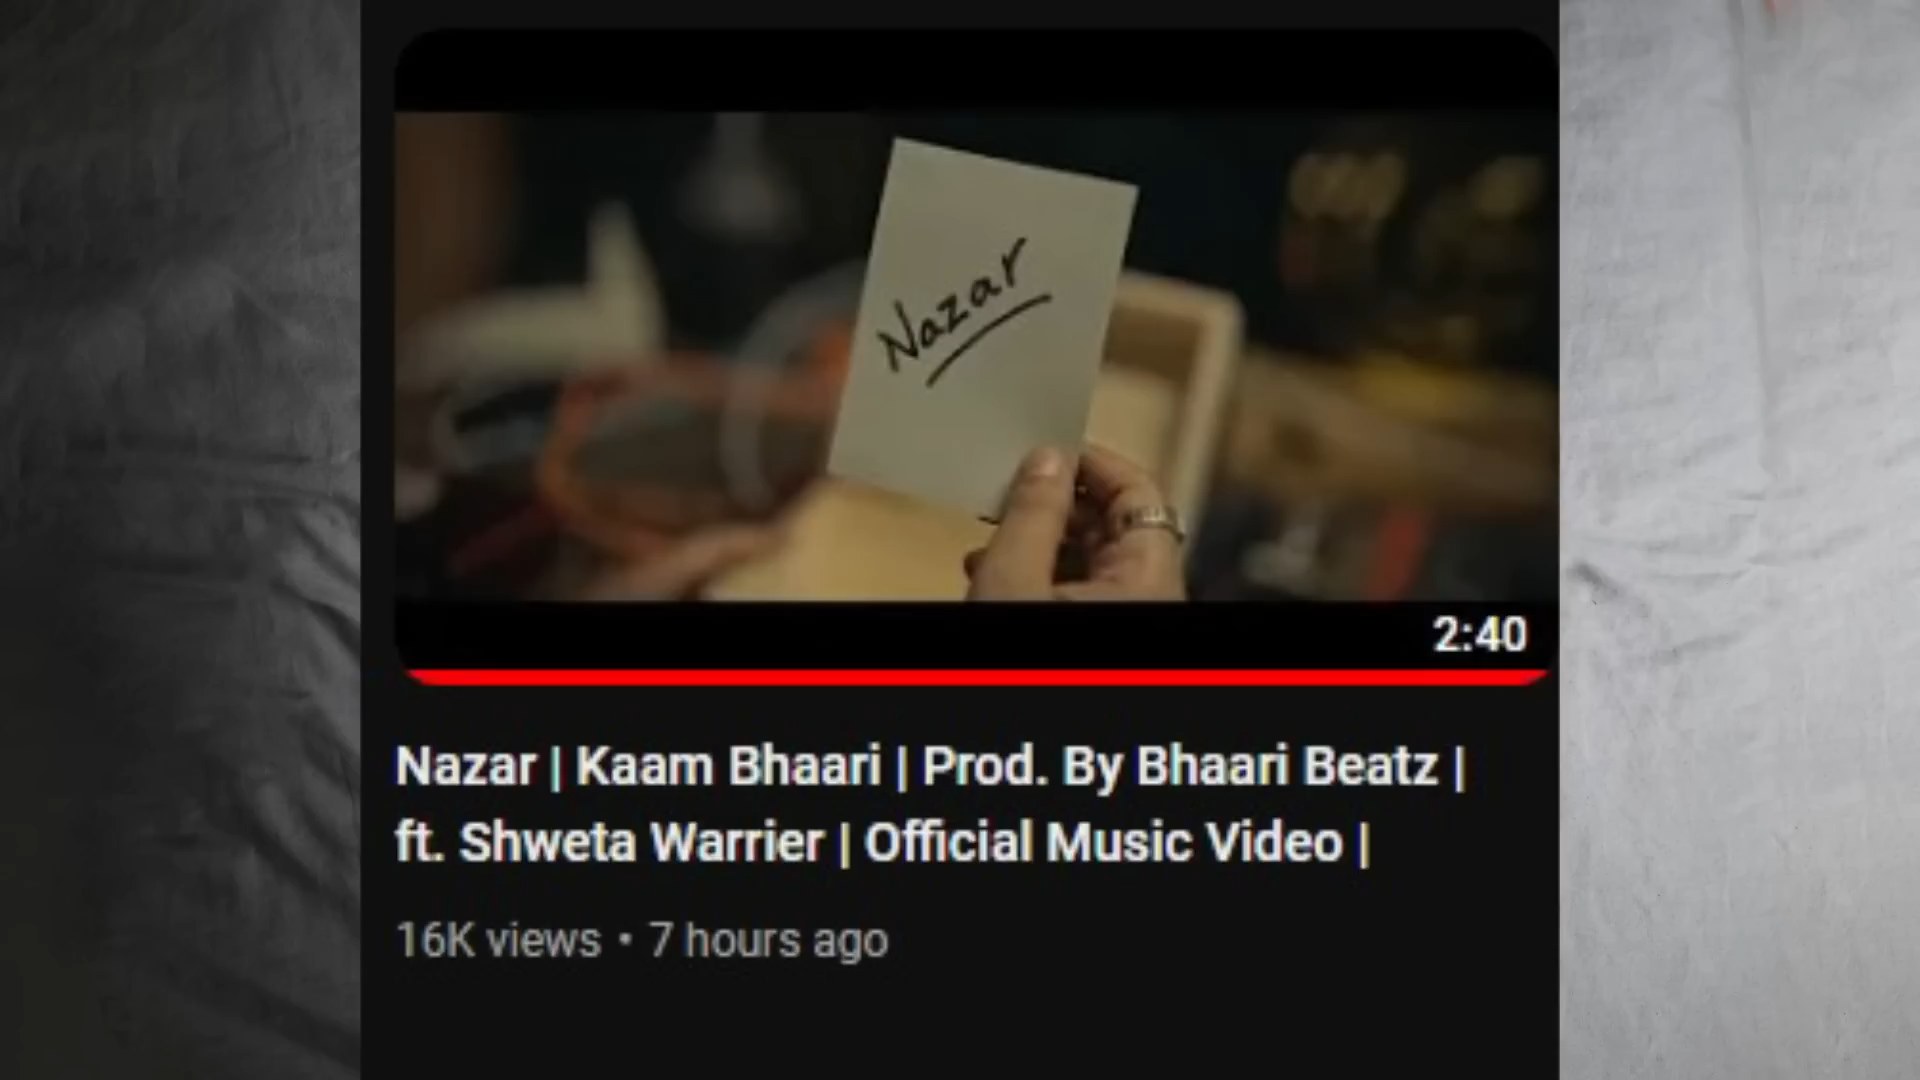 Nazar
2:40
Nazar | Kaam Bhaari | Prod. By Bhaari Beatz |
ft. Shweta Warrier | Official Music Video |
16K views • 7 hours ago